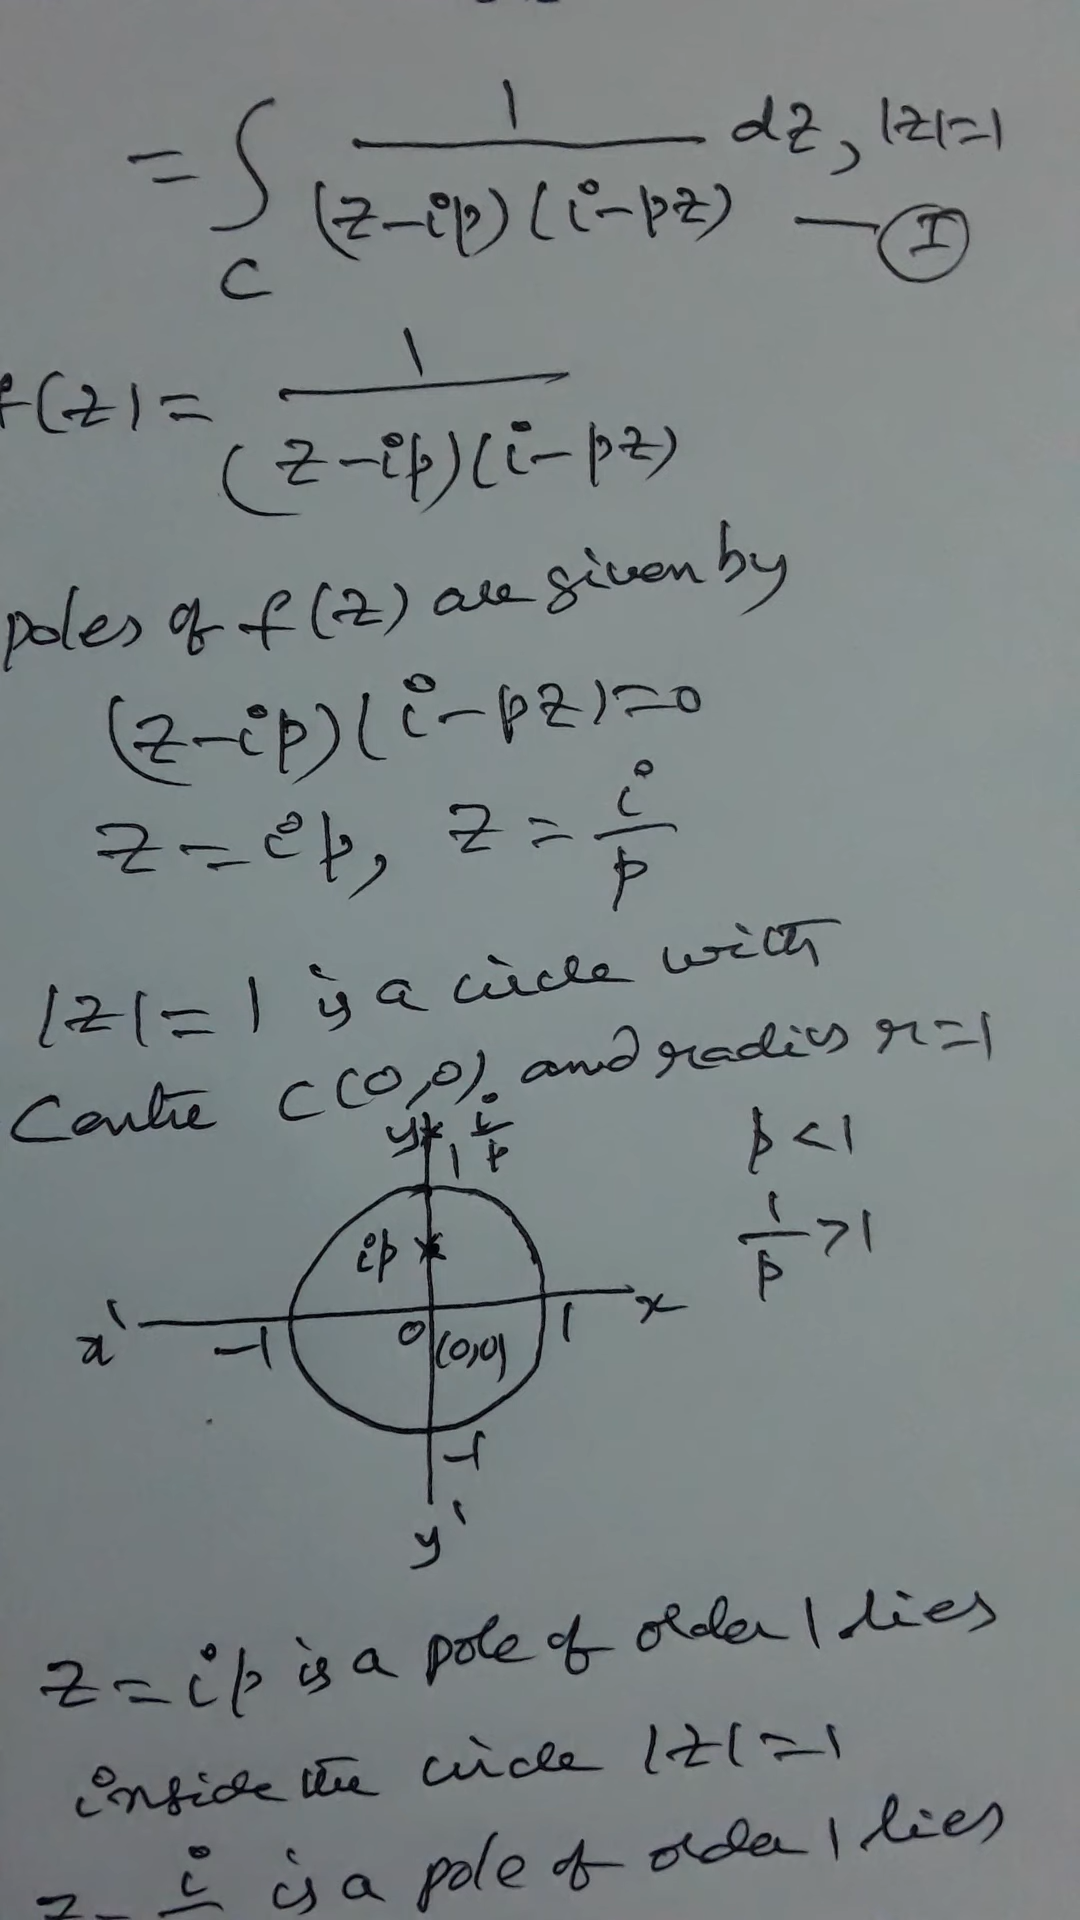 = ∫_C 1/((z-ip)(i-pz)) dz, |z|=1 — (I)
f(z) = 1/((z-ip)(i-pz))
poles of f(z) are given by
(z-ip)(i-pz)=0
z=ip, z=i/p
|z|=1 is a circle with
Centre C(0,0) and radius r=1
y i/p
1
p<1
ip
1/p >1
x' -1 0 (0,0) 1 x
-1
y'
z=ip is a pole of order 1 lies
inside the circle |z|=1
z= i is a pole of order 1 lies